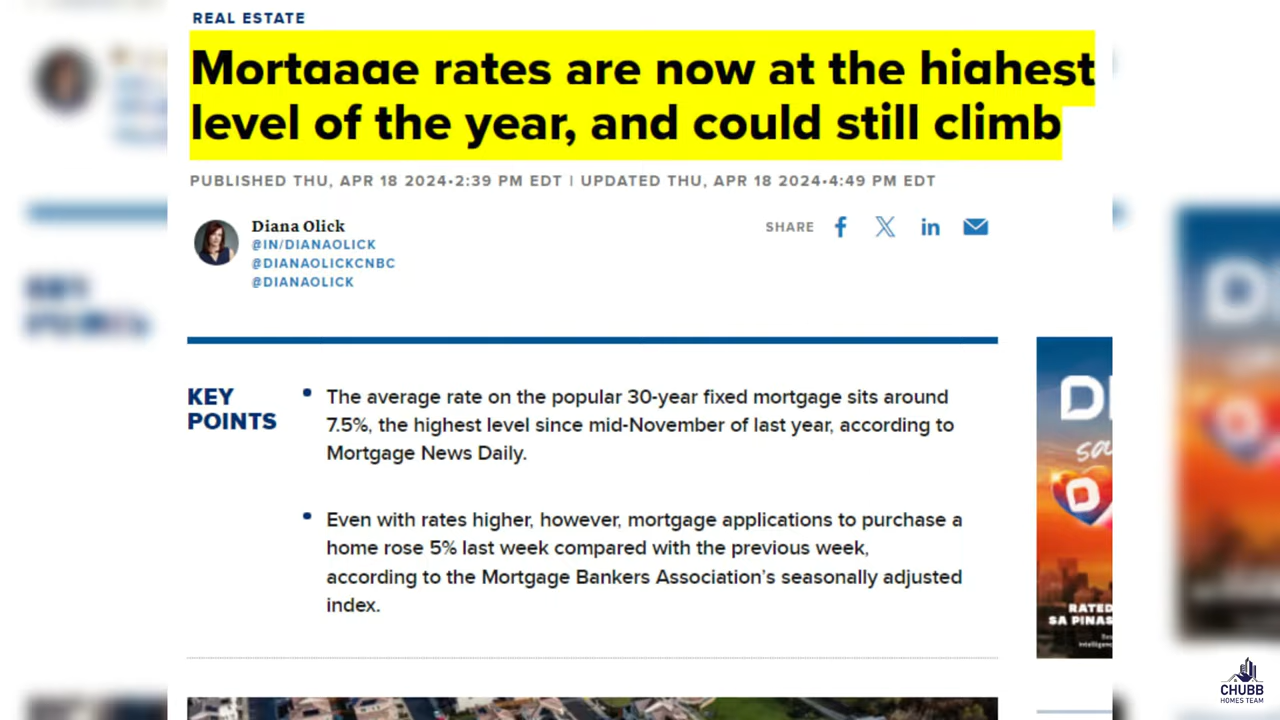 REAL ESTATE
Mortgage rates are now at the highest
level of the year, and could still climb
PUBLISHED THU, APR 18 2024•2:39 PM EDT | UPDATED THU, APR 18 2024•4:49 PM EDT
Diana Olick
@IN/DIANAOLICK
@DIANAOLICKCNBC
@DIANAOLICK
SHARE
KEY
POINTS
• The average rate on the popular 30-year fixed mortgage sits around
7.5%, the highest level since mid-November of last year, according to
Mortgage News Daily.
• Even with rates higher, however, mortgage applications to purchase a
home rose 5% last week compared with the previous week,
according to the Mortgage Bankers Association's seasonally adjusted
index.
sa
D
RATED
SA PINAS
CHUBB
HOMES TEAM